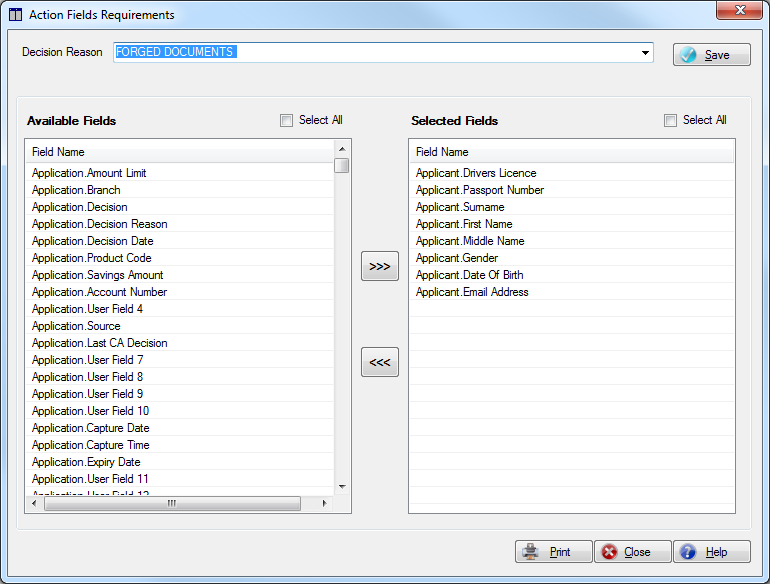 Action Fields Requirements
Decision Reason FORGED DOCUMENTS Save
Available Fields Select All Selected Fields Select All
Field Name
Application.Amount Limit
Application.Branch
Application.Decision
Application.Decision Reason
Application.Decision Date
Application.Product Code
Application.Savings Amount
Application.Account Number
Application.User Field 4
Application.Source
Application.Last CA Decision
Application.User Field 7
Application.User Field 8
Application.User Field 9
Application.User Field 10
Application.Capture Date
Application.Capture Time
Application.Expiry Date
Application.User Field 11
Application.User Field 12
>>>
<<<
Field Name
Applicant.Drivers Licence
Applicant.Passport Number
Applicant.Surname
Applicant.First Name
Applicant.Middle Name
Applicant.Gender
Applicant.Date Of Birth
Applicant.Email Address
Print Close Help